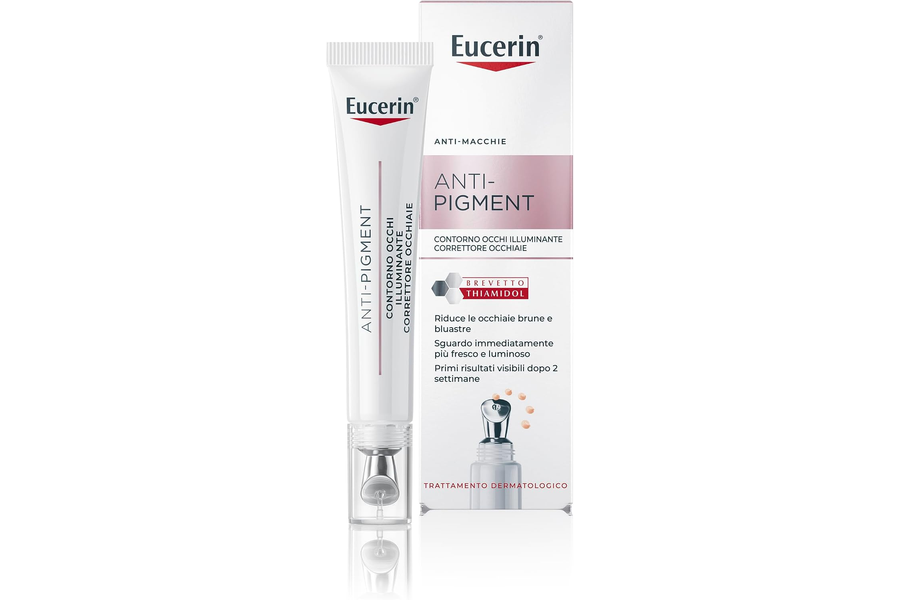 Eucerin®
ANTI-PIGMENT
CONTORNO OCCHI
ILLUMINANTE
CORRETTORE OCCHIAIE
Eucerin®
ANTI-MACCHIE
ANTI-
PIGMENT
CONTORNO OCCHI ILLUMINANTE
CORRETTORE OCCHIAIE
BREVETTO
THIAMIDOL
Riduce le occhiaie brune e
bluastre
Sguardo immediatamente
più fresco e luminoso
Primi risultati visibili dopo 2
settimane
TRATTAMENTO DERMATOLOGICO